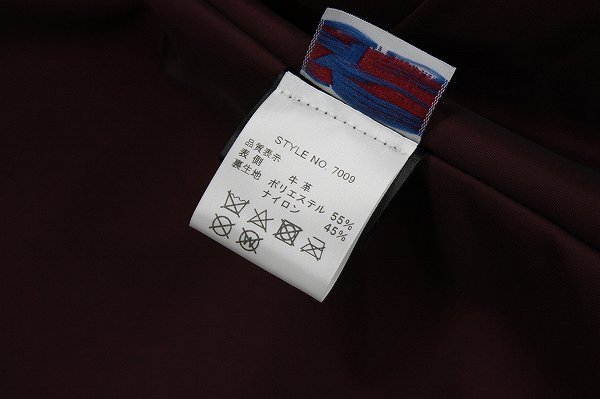 STYLE NO. 7009
品質表示
表側 牛革
裏生地 ポリエステル 55%
ナイロン 45%